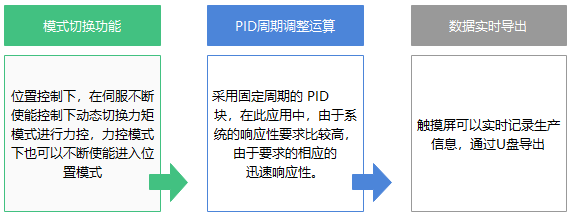 模式切换功能
位置控制下，在伺服不断
使能控制下动态切换力矩
模式进行力控，力控模式
下也可以不断使能进入位
置模式
PID周期调整运算
采用固定周期的 PID
块，在此应用中，由于系
统的响应性要求比较高，
由于要求的相应的
迅速响应性。
数据实时导出
触摸屏可以实时记录生产
信息，通过U盘导出